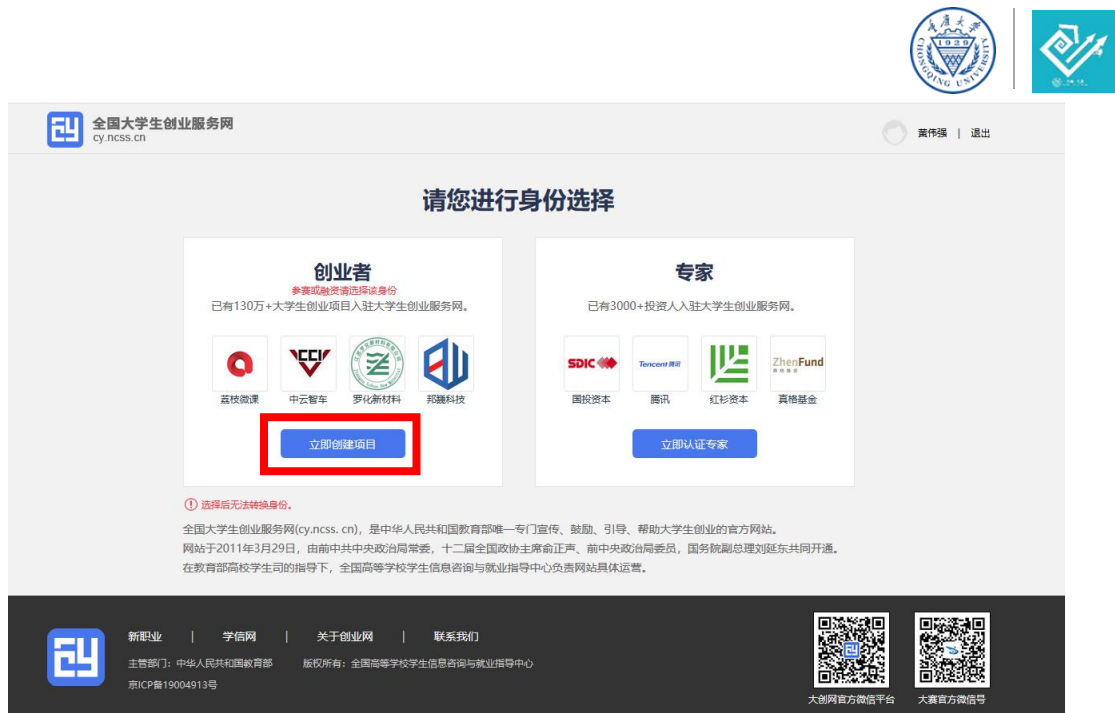 重庆大学
1929
CHONGQING UNIVERSITY
全国大学生创业服务网
cy.ncss.cn
黄伟强 | 退出
请您进行身份选择
创业者
参赛或融资请选择该身份
已有130万+大学生创业项目入驻大学生创业服务网。
荔枝微课
中云智车
罗化新材料
邦巍科技
立即创建项目
专家
已有3000+投资人入驻大学生创业服务网。
SDIC
Tencent 腾讯
ZhenFund
真格基金
国投资本
腾讯
红杉资本
真格基金
立即认证专家
选择后无法转换身份。
全国大学生创业服务网(cy.ncss. cn)，是中华人民共和国教育部唯一专门宣传、鼓励、引导、帮助大学生创业的官方网站。
网站于2011年3月29日，由前中共中央政治局常委，十二届全国政协主席俞正声、前中央政治局委员，国务院副总理刘延东共同开通。
在教育部高校学生司的指导下，全国高等学校学生信息咨询与就业指导中心负责网站具体运营。
新职业 | 学信网 | 关于创业网 | 联系我们
主管部门：中华人民共和国教育部 版权所有：全国高等学校学生信息咨询与就业指导中心
京ICP备19004913号
大创网官方微信平台
大赛官方微信号